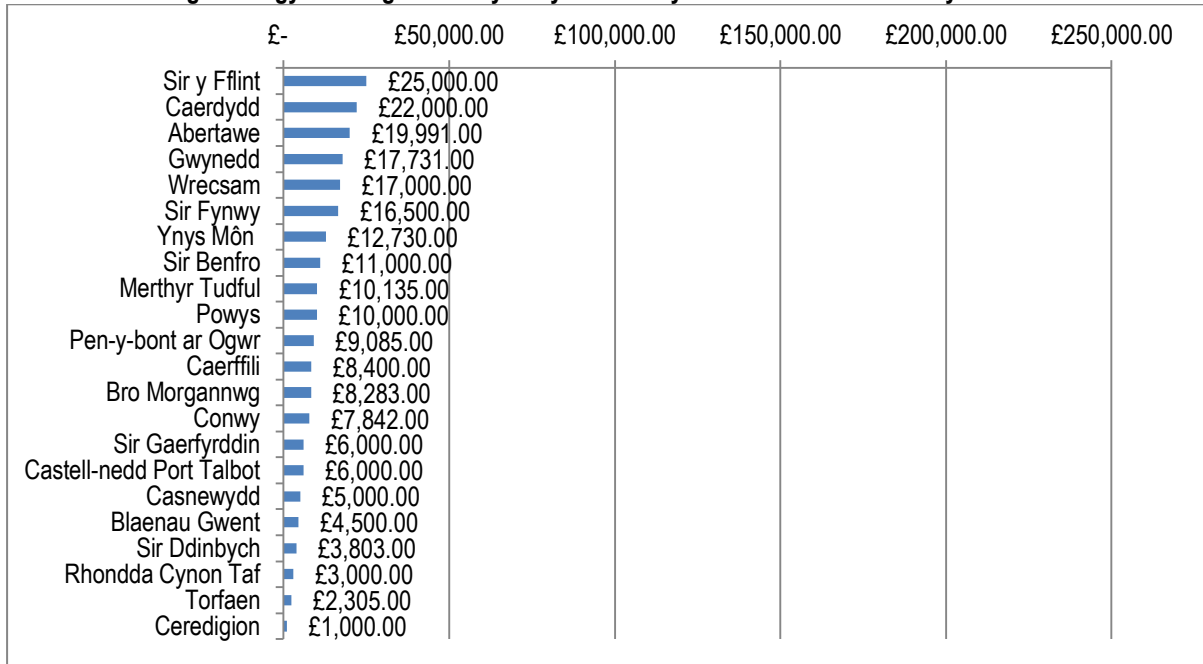 £- £50,000.00 £100,000.00 £150,000.00 £200,000.00 £250,000.00
Sir y Fflint £25,000.00
Caerdydd £22,000.00
Abertawe £19,991.00
Gwynedd £17,731.00
Wrecsam £17,000.00
Sir Fynwy £16,500.00
Ynys Môn £12,730.00
Sir Benfro £11,000.00
Merthyr Tudful £10,135.00
Powys £10,000.00
Pen-y-bont ar Ogwr £9,085.00
Caerffili £8,400.00
Bro Morgannwg £8,283.00
Conwy £7,842.00
Sir Gaerfyrddin £6,000.00
Castell-nedd Port Talbot £6,000.00
Casnewydd £5,000.00
Blaenau Gwent £4,500.00
Sir Ddinbych £3,803.00
Rhondda Cynon Taf £3,000.00
Torfaen £2,305.00
Ceredigion £1,000.00